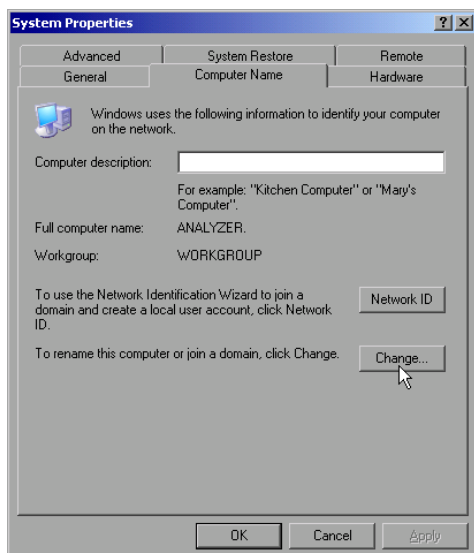 System Properties
Advanced System Restore Remote
General Computer Name Hardware
Windows uses the following information to identify your computer
on the network.
Computer description:
For example: "Kitchen Computer" or "Mary's
Computer".
Full computer name: ANALYZER.
Workgroup: WORKGROUP
To use the Network Identification Wizard to join a
domain and create a local user account, click Network
ID.
Network ID
To rename this computer or join a domain, click Change.
Change...
OK Cancel Apply